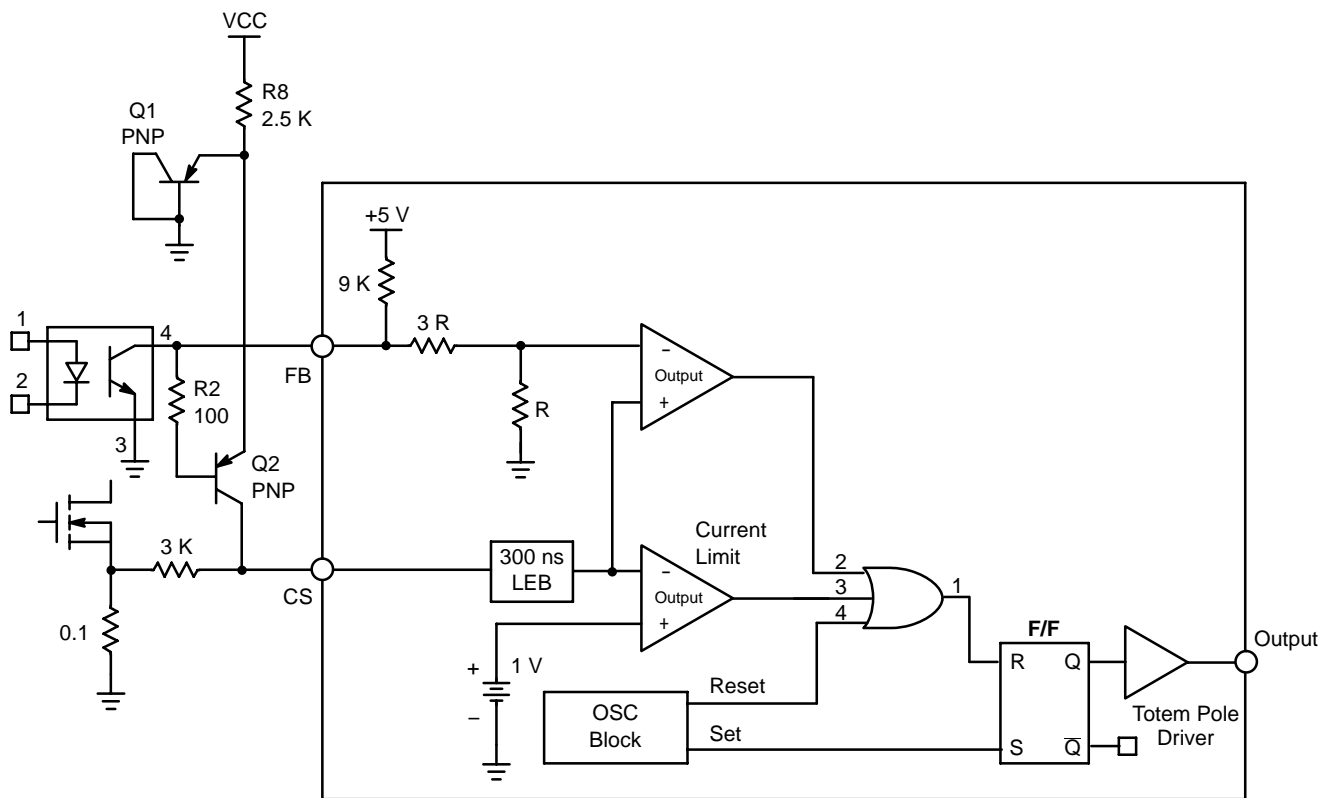 VCC
R8
2.5 K
Q1
PNP
+5 V
9 K
1
2
4
3
FB
3 R
R
−
Output
+
R2
100
Q2
PNP
3 K
0.1
CS
300 ns
LEB
Current
Limit
−
Output
+
2
3
4
1
+
1 V
−
OSC
Block
Reset
Set
F/F
R
Q
S
Q̅
Output
Totem Pole
Driver